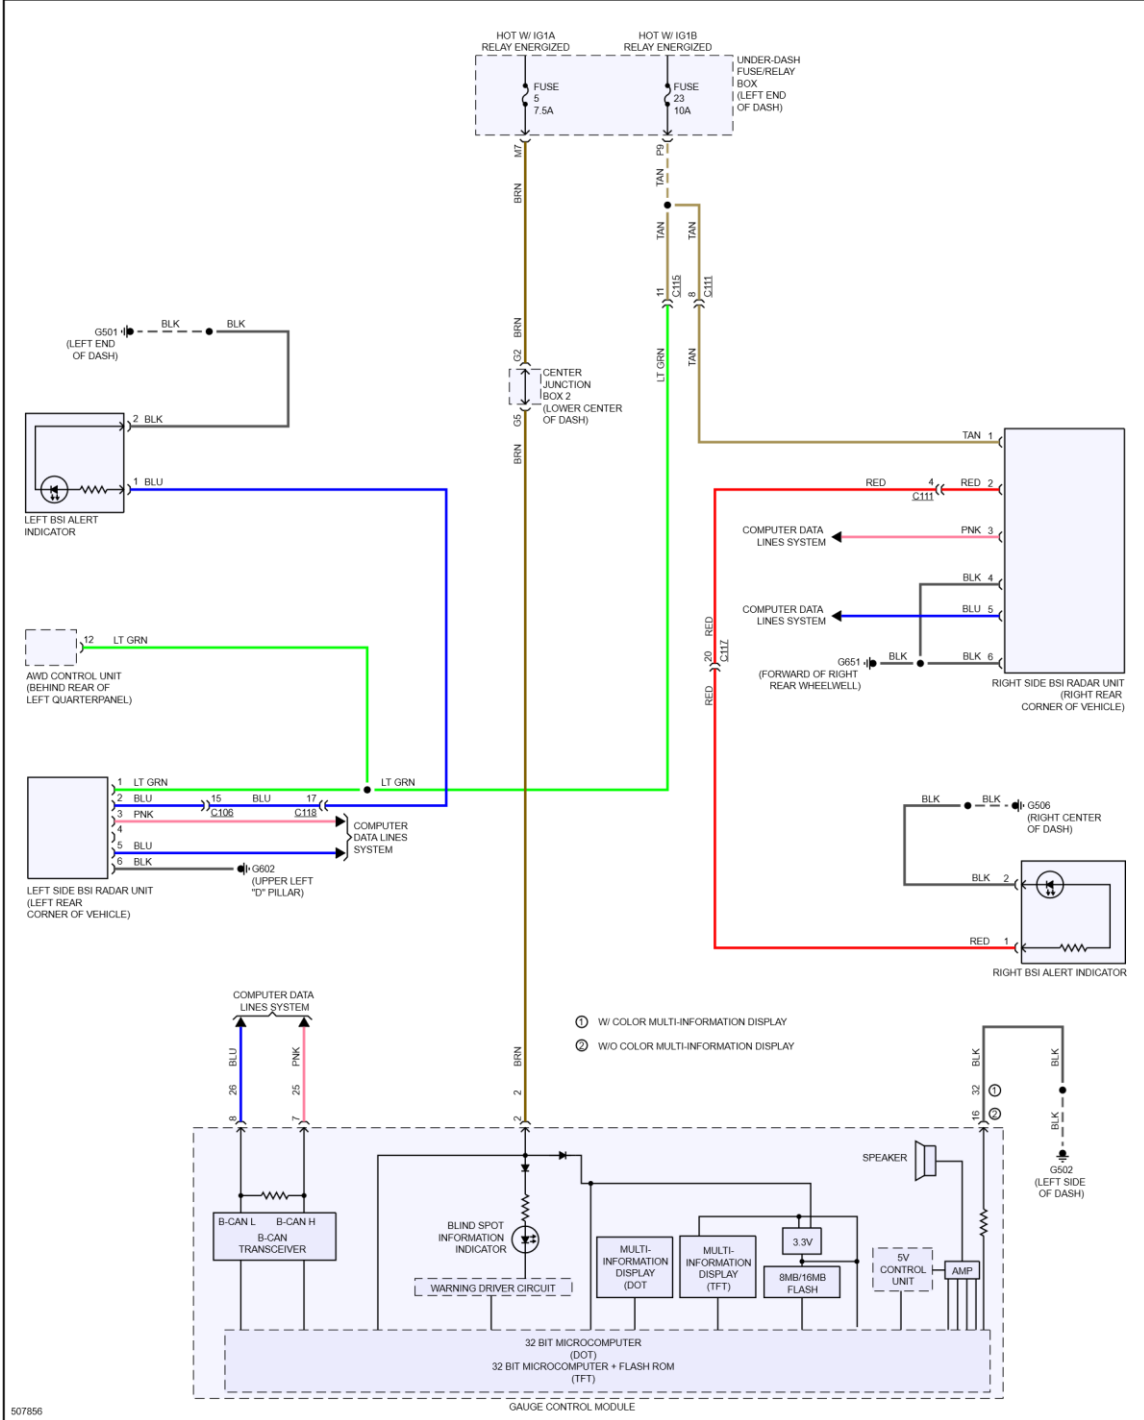 HOT W/ IG1A
RELAY ENERGIZED
HOT W/ IG1B
RELAY ENERGIZED
UNDER-DASH
FUSE/RELAY
BOX
(LEFT END
OF DASH)
FUSE
5
7.5A
FUSE
23
10A
M7
P9
BRN
TAN
TAN
TAN
11
C115
8
C111
BRN
G2
LT GRN
TAN
CENTER
JUNCTION
BOX 2
(LOWER CENTER
OF DASH)
G5
BRN
G501
(LEFT END
OF DASH)
BLK
BLK
2 BLK
1 BLU
LEFT BSI ALERT
INDICATOR
TAN 1
RED
4
C111
RED 2
COMPUTER DATA
LINES SYSTEM
PNK 3
BLK 4
COMPUTER DATA
LINES SYSTEM
BLU 5
G651
(FORWARD OF RIGHT
REAR WHEELWELL)
BLK
BLK 6
RIGHT SIDE BSI RADAR UNIT
(RIGHT REAR
CORNER OF VEHICLE)
RED
20
C117
RED
12
LT GRN
AWD CONTROL UNIT
(BEHIND REAR OF
LEFT QUARTERPANEL)
1 LT GRN
LT GRN
2 BLU
15
C106
BLU
17
C118
3 PNK
4
5 BLU
6 BLK
COMPUTER
DATA LINES
SYSTEM
G602
(UPPER LEFT
"D" PILLAR)
LEFT SIDE BSI RADAR UNIT
(LEFT REAR
CORNER OF VEHICLE)
BLK
BLK
G506
(RIGHT CENTER
OF DASH)
BLK 2
RED 1
RIGHT BSI ALERT INDICATOR
COMPUTER DATA
LINES SYSTEM
BLU
PNK
26
25
8
7
BRN
2
2
1 W/ COLOR MULTI-INFORMATION DISPLAY
2 W/O COLOR MULTI-INFORMATION DISPLAY
BLK
BLK
32
1
16
2
BLK
G502
(LEFT SIDE
OF DASH)
SPEAKER
B-CAN L
B-CAN H
B-CAN
TRANSCEIVER
BLIND SPOT
INFORMATION
INDICATOR
WARNING DRIVER CIRCUIT
MULTI-
INFORMATION
DISPLAY
(DOT
MULTI-
INFORMATION
DISPLAY
(TFT)
3.3V
8MB/16MB
FLASH
5V
CONTROL
UNIT
AMP
32 BIT MICROCOMPUTER
(DOT)
32 BIT MICROCOMPUTER + FLASH ROM
(TFT)
GAUGE CONTROL MODULE
507856